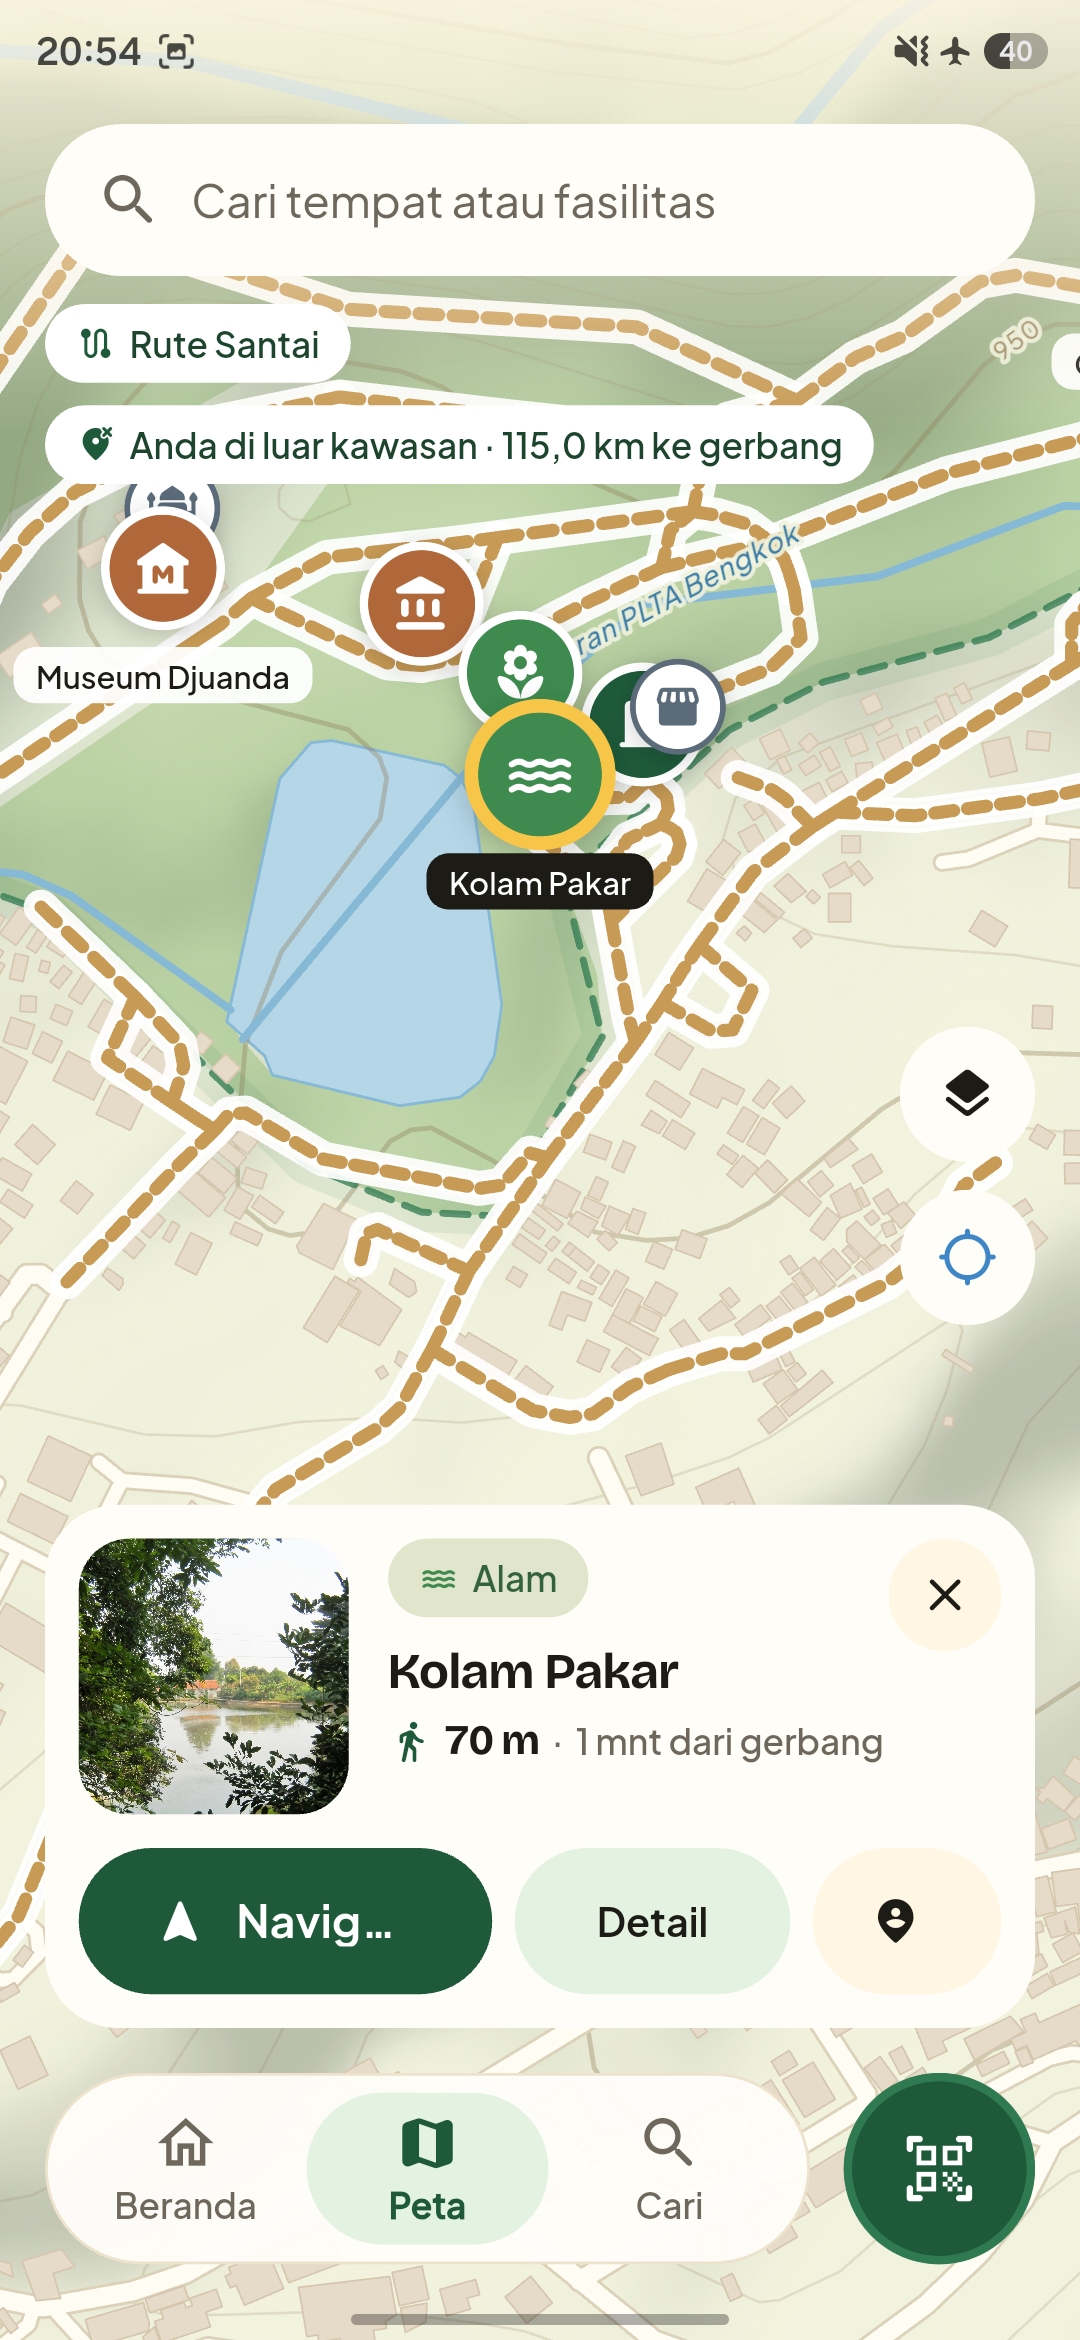 20:54
40
Cari tempat atau fasilitas
Rute Santai
950
Anda di luar kawasan · 115,0 km ke gerbang
ran PLTA Bengkok
Museum Djuanda
Kolam Pakar
Alam
Kolam Pakar
70 m · 1 mnt dari gerbang
Navig...
Detail
Beranda
Peta
Cari